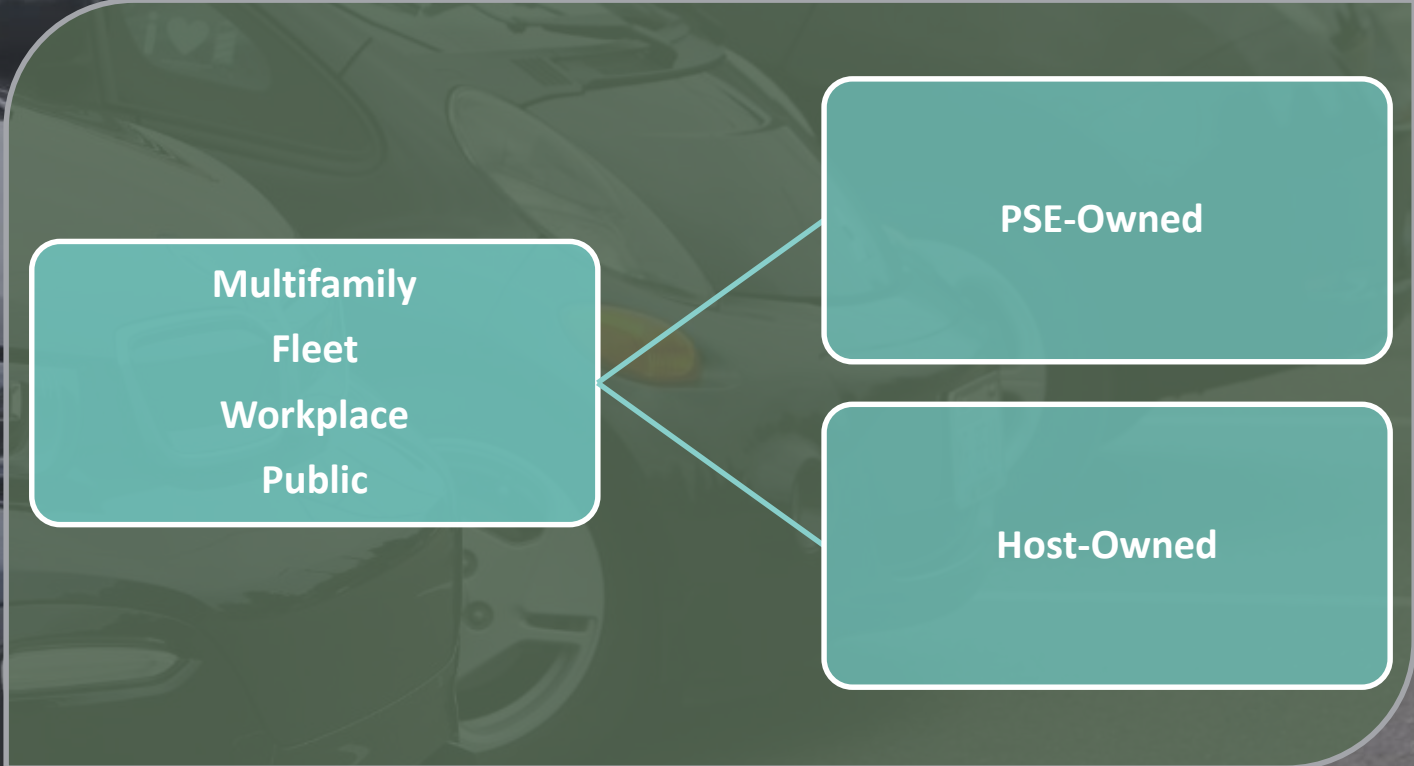 Multifamily
Fleet
Workplace
Public
PSE-Owned
Host-Owned